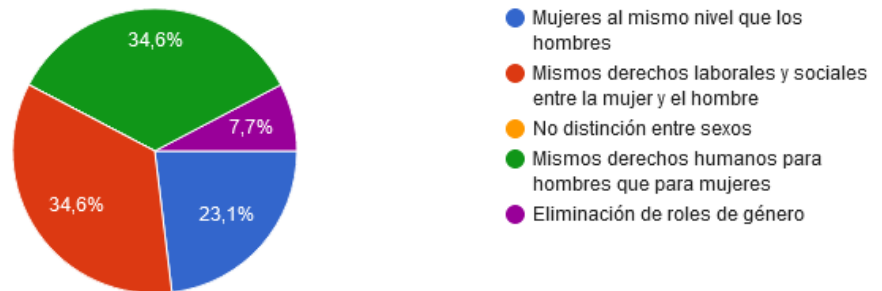 34,6%
7,7%
34,6%
23,1%
Mujeres al mismo nivel que los
hombres
Mismos derechos laborales y sociales
entre la mujer y el hombre
No distinción entre sexos
Mismos derechos humanos para
hombres que para mujeres
Eliminación de roles de género